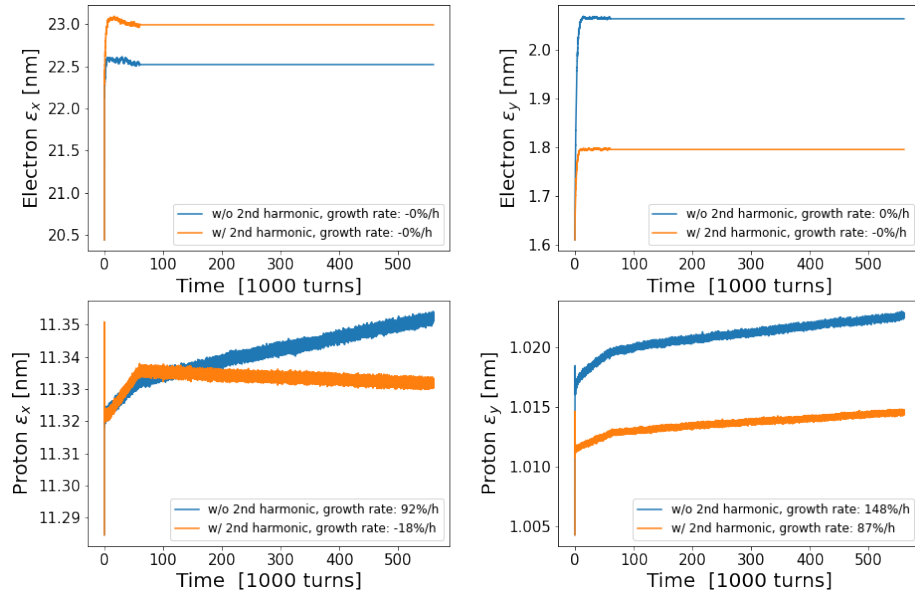 23.0
22.5
22.0
21.5
21.0
20.5
Electron ε_x [nm]
w/o 2nd harmonic, growth rate: -0%/h
w/ 2nd harmonic, growth rate: -0%/h
0 100 200 300 400 500
Time [1000 turns]
2.0
1.9
1.8
1.7
1.6
Electron ε_y [nm]
w/o 2nd harmonic, growth rate: 0%/h
w/ 2nd harmonic, growth rate: -0%/h
0 100 200 300 400 500
Time [1000 turns]
11.35
11.34
11.33
11.32
11.31
11.30
11.29
Proton ε_x [nm]
w/o 2nd harmonic, growth rate: 92%/h
w/ 2nd harmonic, growth rate: -18%/h
0 100 200 300 400 500
Time [1000 turns]
1.020
1.015
1.010
1.005
Proton ε_y [nm]
w/o 2nd harmonic, growth rate: 148%/h
w/ 2nd harmonic, growth rate: 87%/h
0 100 200 300 400 500
Time [1000 turns]